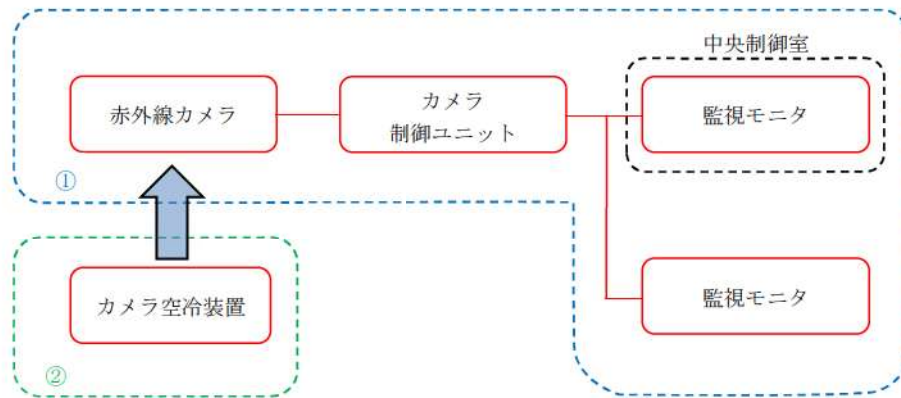 中央制御室
赤外線カメラ
カメラ
制御ユニット
監視モニタ
①
監視モニタ
カメラ空冷装置
②